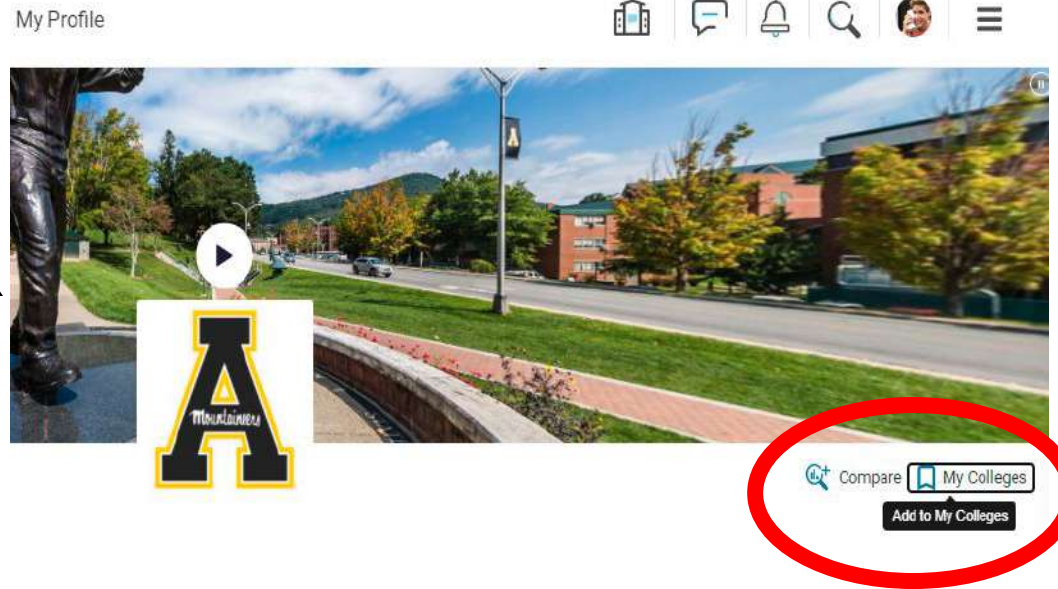 My Profile
A
A
Mountaineers
Compare
My Colleges
Add to My Colleges